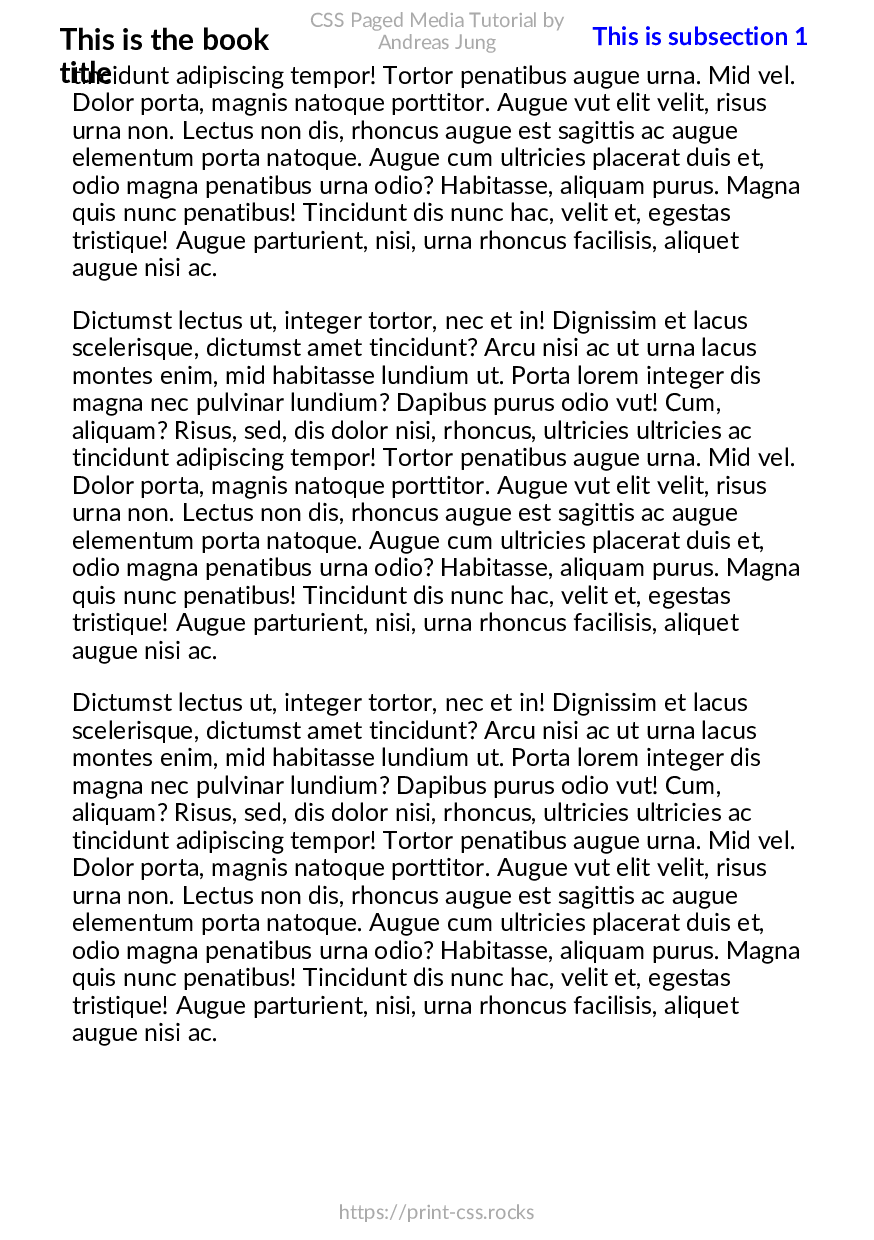 CSS Paged Media Tutorial by
Andreas Jung
This is the book
title
This is subsection 1
tincidunt adipiscing tempor! Tortor penatibus augue urna. Mid vel.
Dolor porta, magnis natoque porttitor. Augue vut elit velit, risus
urna non. Lectus non dis, rhoncus augue est sagittis ac augue
elementum porta natoque. Augue cum ultricies placerat duis et,
odio magna penatibus urna odio? Habitasse, aliquam purus. Magna
quis nunc penatibus! Tincidunt dis nunc hac, velit et, egestas
tristique! Augue parturient, nisi, urna rhoncus facilisis, aliquet
augue nisi ac.
Dictumst lectus ut, integer tortor, nec et in! Dignissim et lacus
scelerisque, dictumst amet tincidunt? Arcu nisi ac ut urna lacus
montes enim, mid habitasse lundium ut. Porta lorem integer dis
magna nec pulvinar lundium? Dapibus purus odio vut! Cum,
aliquam? Risus, sed, dis dolor nisi, rhoncus, ultricies ultricies ac
tincidunt adipiscing tempor! Tortor penatibus augue urna. Mid vel.
Dolor porta, magnis natoque porttitor. Augue vut elit velit, risus
urna non. Lectus non dis, rhoncus augue est sagittis ac augue
elementum porta natoque. Augue cum ultricies placerat duis et,
odio magna penatibus urna odio? Habitasse, aliquam purus. Magna
quis nunc penatibus! Tincidunt dis nunc hac, velit et, egestas
tristique! Augue parturient, nisi, urna rhoncus facilisis, aliquet
augue nisi ac.
Dictumst lectus ut, integer tortor, nec et in! Dignissim et lacus
scelerisque, dictumst amet tincidunt? Arcu nisi ac ut urna lacus
montes enim, mid habitasse lundium ut. Porta lorem integer dis
magna nec pulvinar lundium? Dapibus purus odio vut! Cum,
aliquam? Risus, sed, dis dolor nisi, rhoncus, ultricies ultricies ac
tincidunt adipiscing tempor! Tortor penatibus augue urna. Mid vel.
Dolor porta, magnis natoque porttitor. Augue vut elit velit, risus
urna non. Lectus non dis, rhoncus augue est sagittis ac augue
elementum porta natoque. Augue cum ultricies placerat duis et,
odio magna penatibus urna odio? Habitasse, aliquam purus. Magna
quis nunc penatibus! Tincidunt dis nunc hac, velit et, egestas
tristique! Augue parturient, nisi, urna rhoncus facilisis, aliquet
augue nisi ac.
https://print-css.rocks